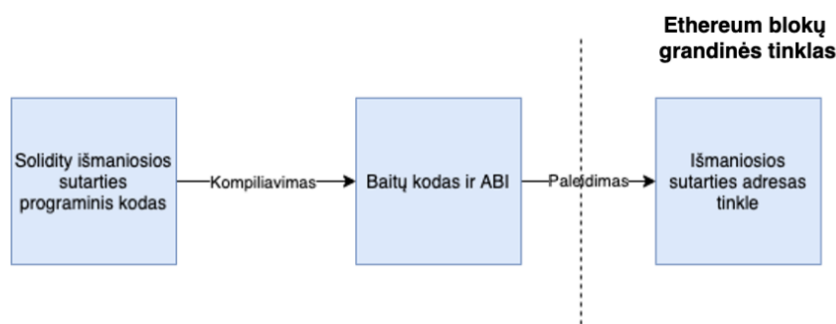 Ethereum blokų
grandinės tinklas
Solidity išmaniosios
sutarties
programinis kodas
Kompiliavimas
Baitų kodas ir ABI
Paleidimas
Išmaniosios
sutarties adresas
tinkle